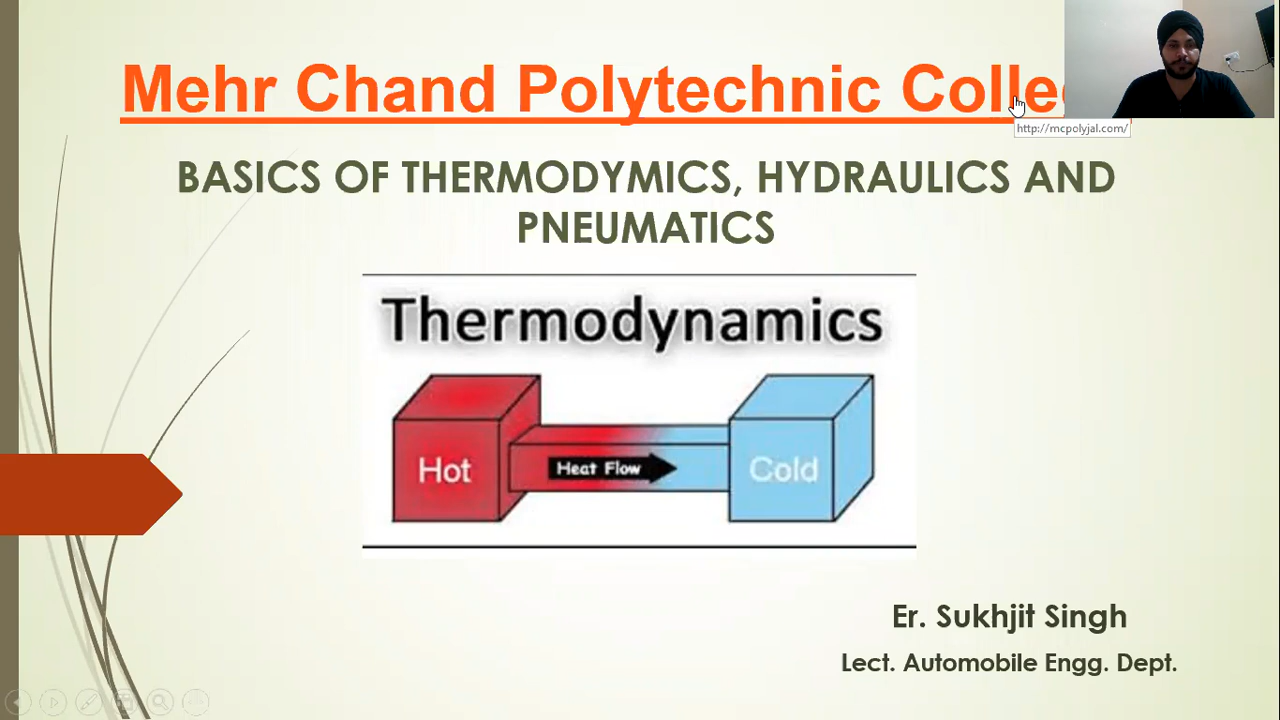 Mehr Chand Polytechnic
http://mcpolyjal.com/
BASICS OF THERMODYMICS, HYDRAULICS AND
PNEUMATICS
Thermodynamics
Hot
Heat Flow
Cold
Er. Sukhjit Singh
Lect. Automobile Engg. Dept.